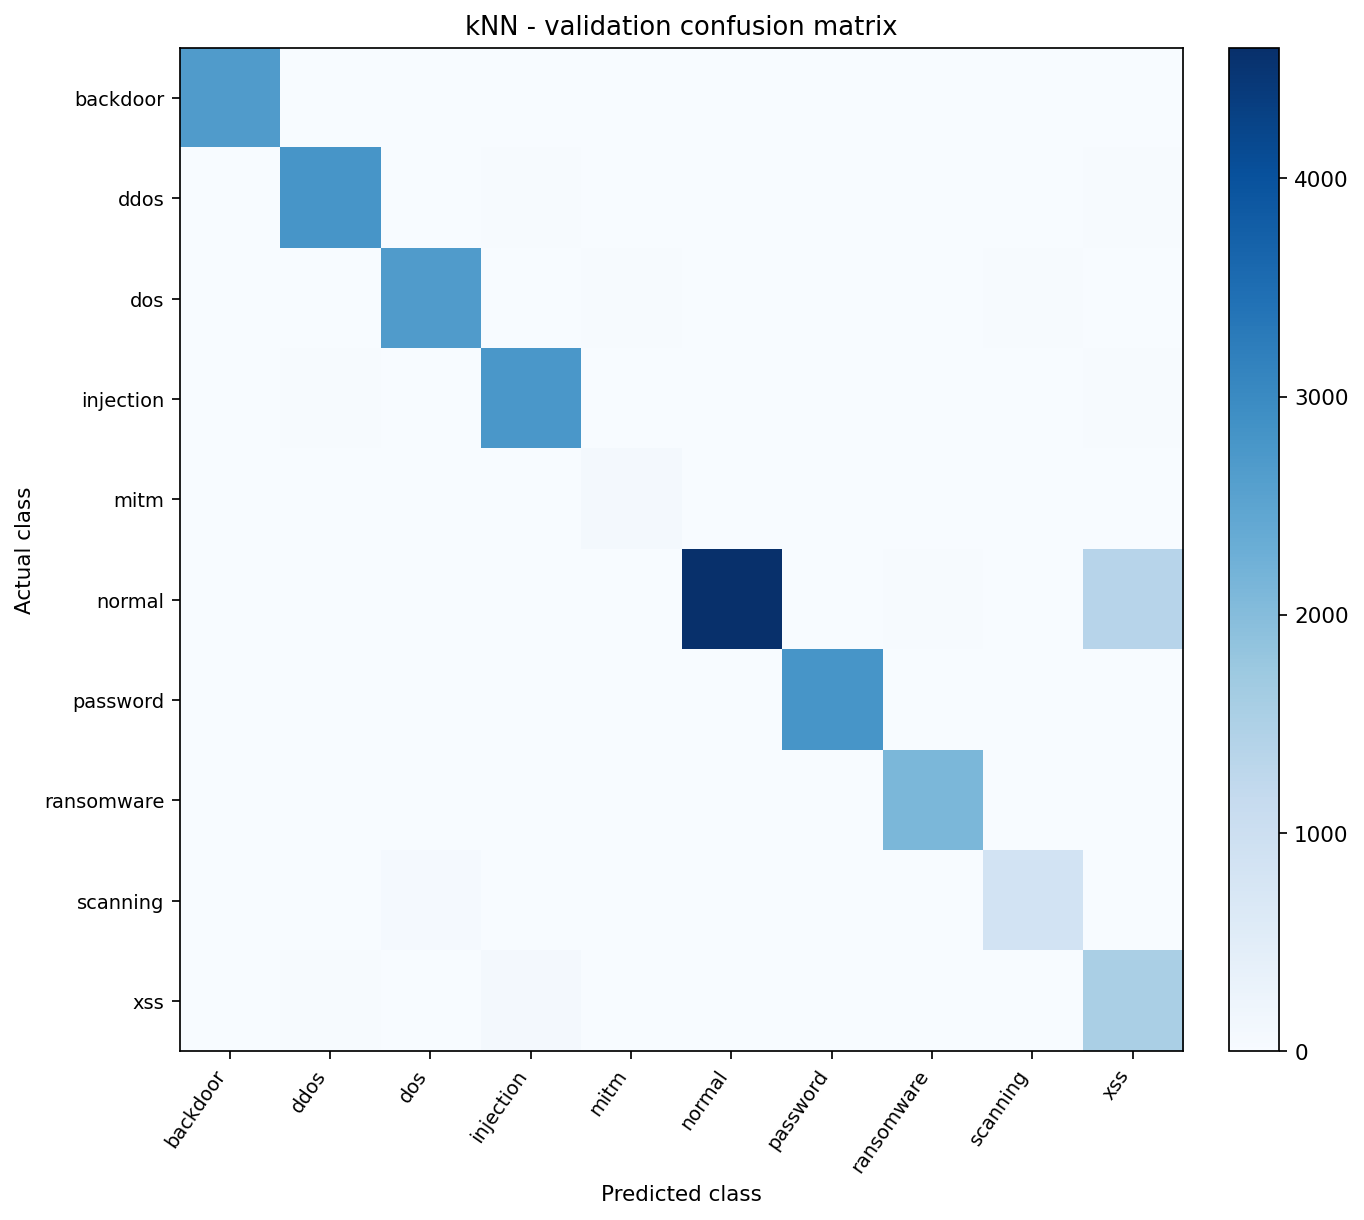 kNN - validation confusion matrix
backdoor
ddos
dos
injection
mitm
normal
password
ransomware
scanning
xss
Actual class
backdoor
ddos
dos
injection
mitm
normal
password
ransomware
scanning
xss
Predicted class
4000
3000
2000
1000
0